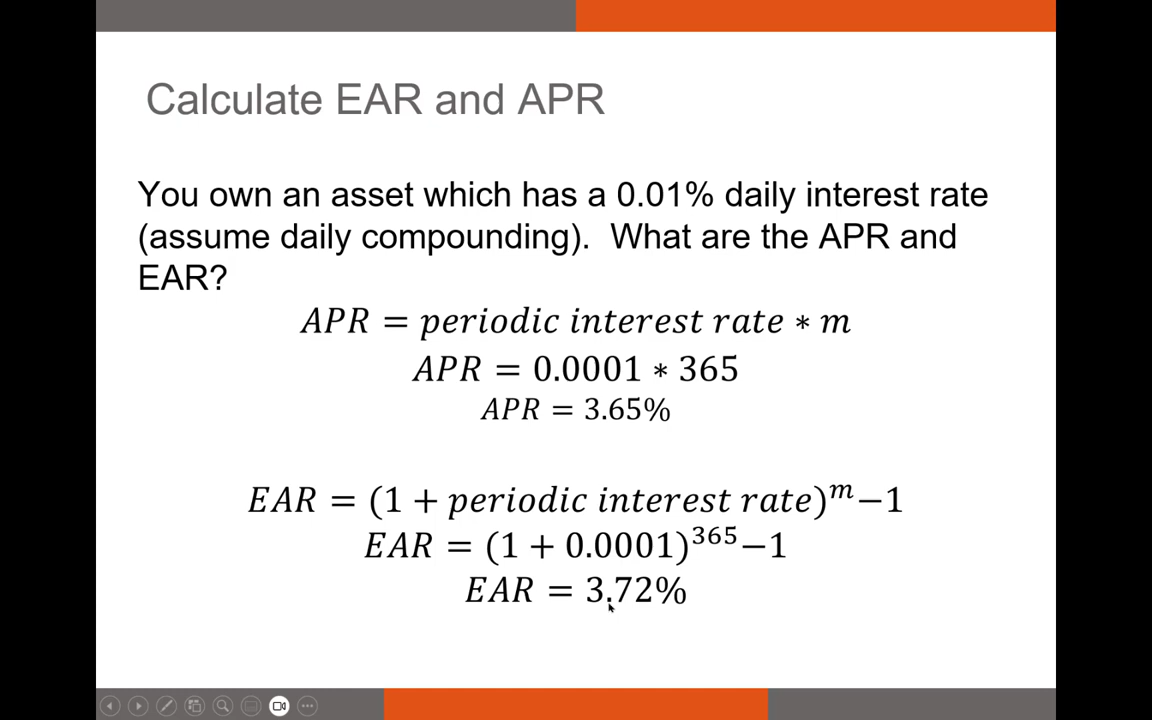 Calculate EAR and APR
You own an asset which has a 0.01% daily interest rate
(assume daily compounding).  What are the APR and
EAR?
𝐴𝑃𝑅 = 𝑝𝑒𝑟𝑖𝑜𝑑𝑖𝑐 𝑖𝑛𝑡𝑒𝑟𝑒𝑠𝑡 𝑟𝑎𝑡𝑒 ∗ 𝑚
𝐴𝑃𝑅 = 0.0001 ∗ 365
𝐴𝑃𝑅 = 3.65%
𝐸𝐴𝑅 = (1 + 𝑝𝑒𝑟𝑖𝑜𝑑𝑖𝑐 𝑖𝑛𝑡𝑒𝑟𝑒𝑠𝑡 𝑟𝑎𝑡𝑒)^𝑚−1
𝐸𝐴𝑅 = (1 + 0.0001)^365−1
𝐸𝐴𝑅 = 3.72%